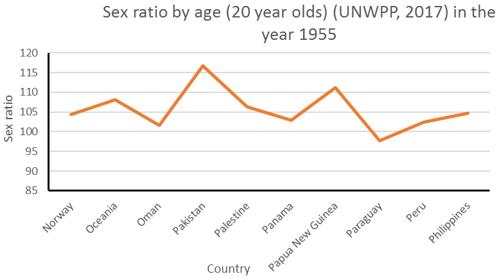 Sex ratio by age (20 year olds) (UNWPP, 2017) in the
year 1955
120
115
110
105
100
95
90
85
Sex ratio
Norway
Oceania
Oman
Pakistan
Palestine
Panama
Papua New Guinea
Paraguay
Peru
Philippines
Country